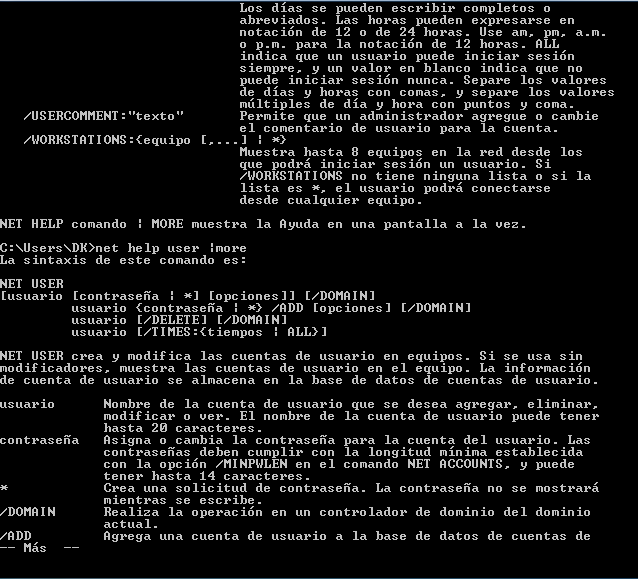 Los días se pueden escribir completos o
abreviados. Las horas pueden expresarse en
notación de 12 o de 24 horas. Use am, pm, a.m.
o p.m. para la notación de 12 horas. ALL
indica que un usuario puede iniciar sesión
siempre, y un valor en blanco indica que no
puede iniciar sesión nunca. Separe los valores
de días y horas con comas, y separe los valores
múltiples de día y hora con puntos y coma.
/USERCOMMENT:"texto" Permite que un administrador agregue o cambie
el comentario de usuario para la cuenta.
/WORKSTATIONS:{equipo [,...] ¦ *}
Muestra hasta 8 equipos en la red desde los
que podrá iniciar sesión un usuario. Si
/WORKSTATIONS no tiene ninguna lista o si la
lista es *, el usuario podrá conectarse
desde cualquier equipo.
NET HELP comando ¦ MORE muestra la Ayuda en una pantalla a la vez.
C:\Users\DK>net help user ¦more
La sintaxis de este comando es:
NET USER
[usuario [contraseña ¦ *] [opciones]] [/DOMAIN]
usuario {contraseña ¦ *} /ADD [opciones] [/DOMAIN]
usuario [/DELETE] [/DOMAIN]
usuario [/TIMES:{tiempos ¦ ALL}]
NET USER crea y modifica las cuentas de usuario en equipos. Si se usa sin
modificadores, muestra las cuentas de usuario en el equipo. La información
de cuenta de usuario se almacena en la base de datos de cuentas de usuario.
usuario Nombre de la cuenta de usuario que se desea agregar, eliminar,
modificar o ver. El nombre de la cuenta de usuario puede tener
hasta 20 caracteres.
contraseña Asigna o cambia la contraseña para la cuenta del usuario. Las
contraseñas deben cumplir con la longitud mínima establecida
con la opción /MINPWLEN en el comando NET ACCOUNTS, y puede
tener hasta 14 caracteres.
* Crea una solicitud de contraseña. La contraseña no se mostrará
mientras se escribe.
/DOMAIN Realiza la operación en un controlador de dominio del dominio
actual.
/ADD Agrega una cuenta de usuario a la base de datos de cuentas de
-- Más --